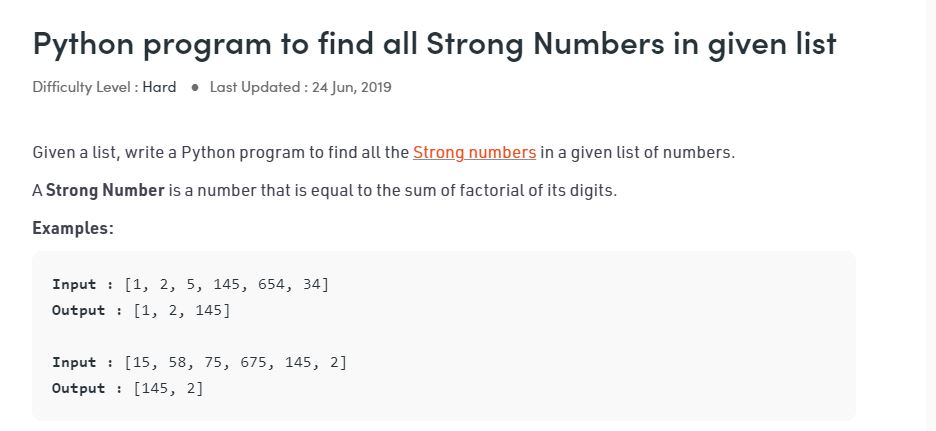 Python program to find all Strong Numbers in given list
Difficulty Level : Hard ● Last Updated : 24 Jun, 2019
Given a list, write a Python program to find all the Strong numbers in a given list of numbers.
A Strong Number is a number that is equal to the sum of factorial of its digits.
Examples:
Input : [1, 2, 5, 145, 654, 34]
Output : [1, 2, 145]
Input : [15, 58, 75, 675, 145, 2]
Output : [145, 2]